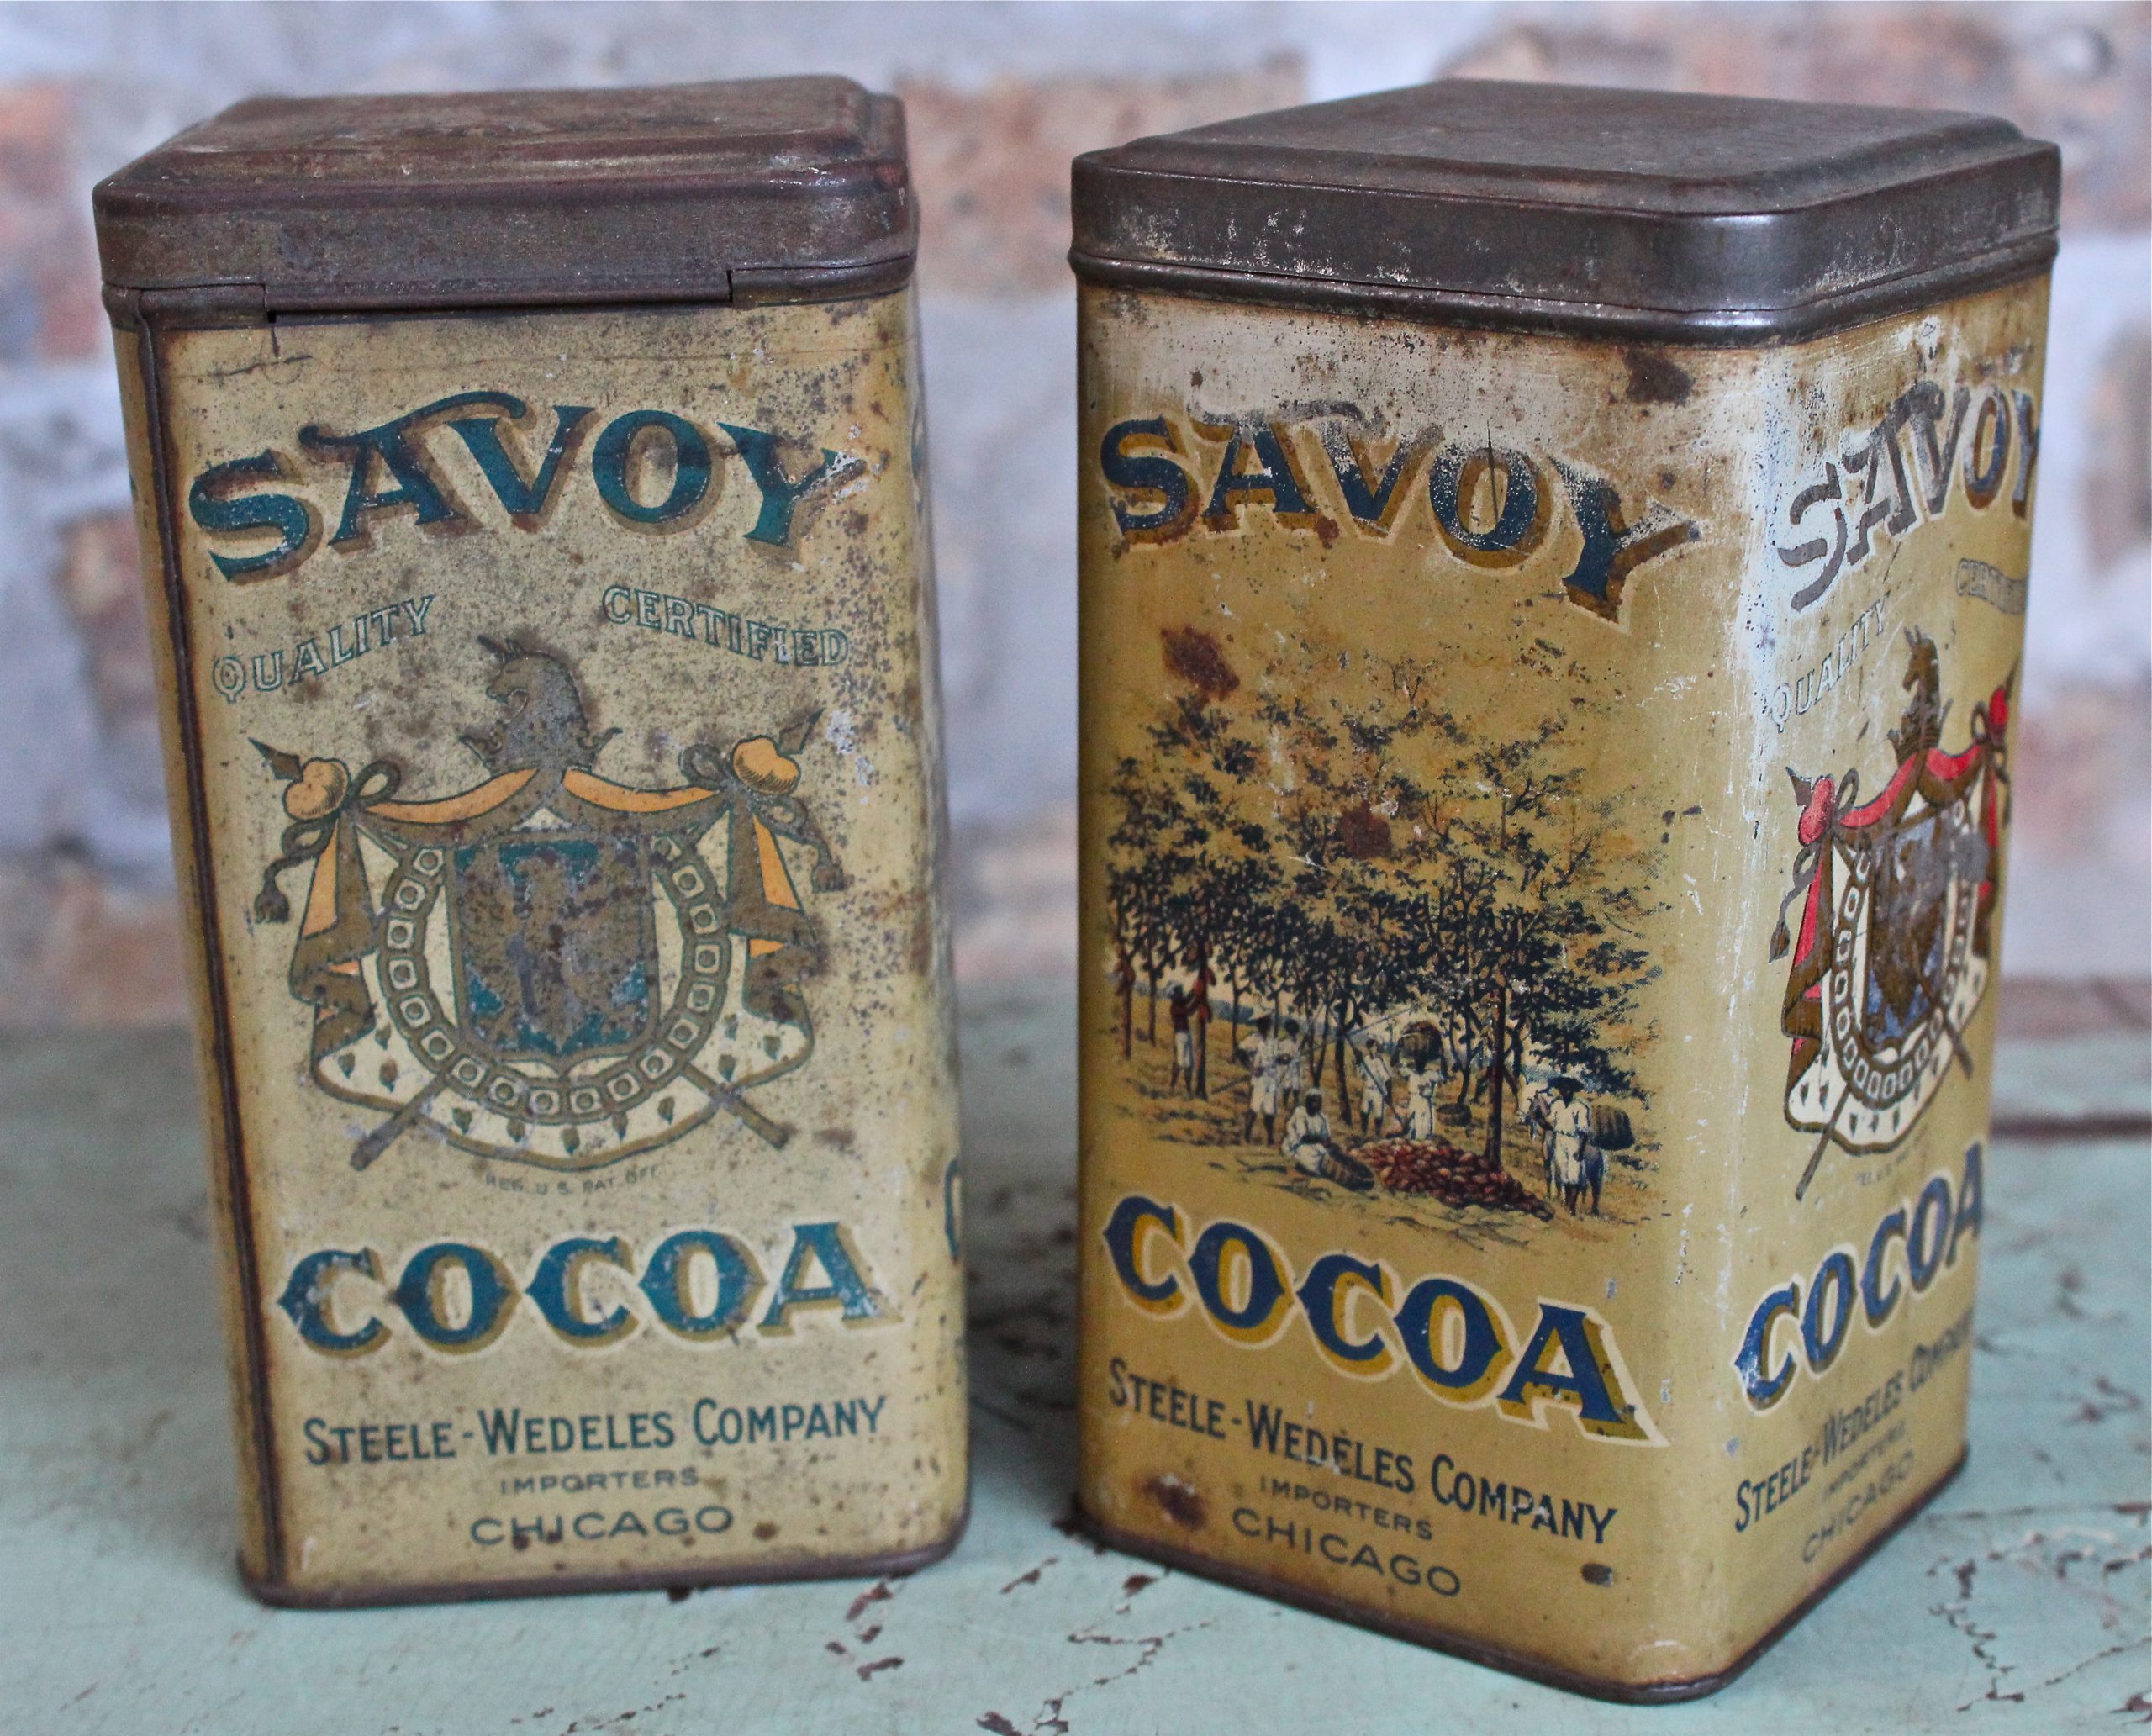 SAVOY
QUALITY CERTIFIED
REG. U.S. PAT. OFF.
COCOA
STEELE-WEDELES COMPANY
IMPORTERS
CHICAGO
SAVOY
COCOA
STEELE-WEDELES COMPANY
IMPORTERS
CHICAGO
SAVOY
QUALITY
COCOA
STEELE-WEDELES COMPANY
IMPORTERS
CHICAGO